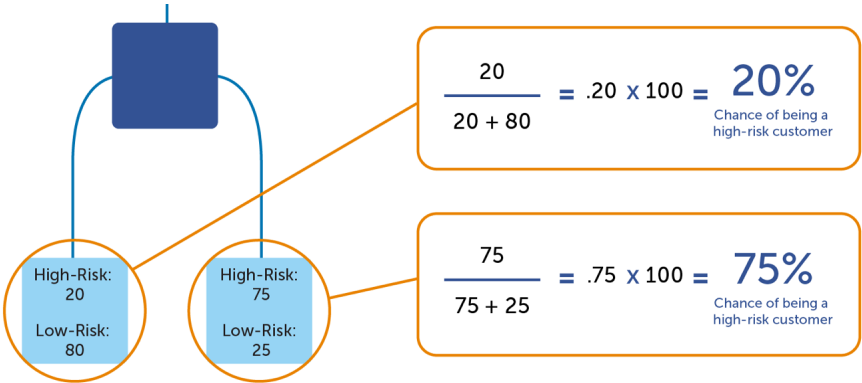 20
20 + 80
= .20 x 100 =
20%
Chance of being a
high-risk customer
High-Risk:
20
Low-Risk:
80
High-Risk:
75
Low-Risk:
25
75
75 + 25
= .75 x 100 =
75%
Chance of being a
high-risk customer